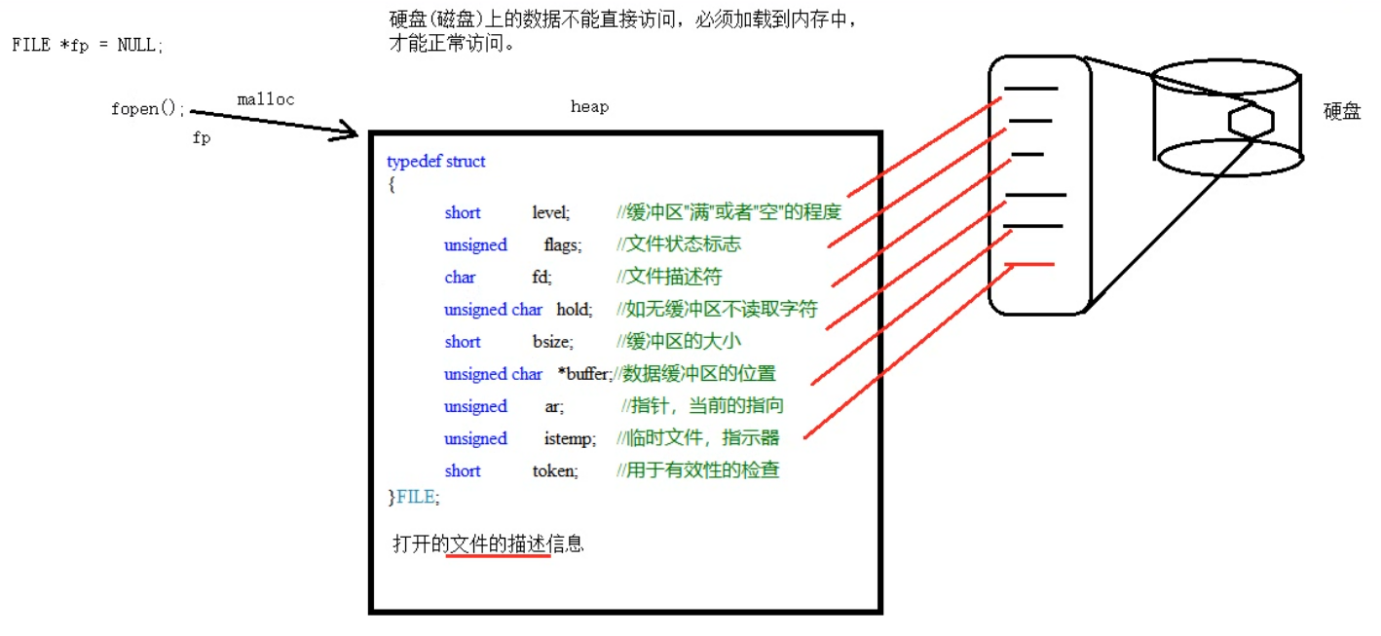 硬盘(磁盘)上的数据不能直接访问，必须加载到内存中，
才能正常访问。
FILE *fp = NULL;
fopen();
malloc
fp
heap
硬盘
typedef struct
{
short level; //缓冲区"满"或者"空"的程度
unsigned flags; //文件状态标志
char fd; //文件描述符
unsigned char hold; //如无缓冲区不读取字符
short bsize; //缓冲区的大小
unsigned char *buffer;//数据缓冲区的位置
unsigned ar; //指针，当前的指向
unsigned istemp; //临时文件，指示器
short token; //用于有效性的检查
}FILE;
打开的文件的描述信息